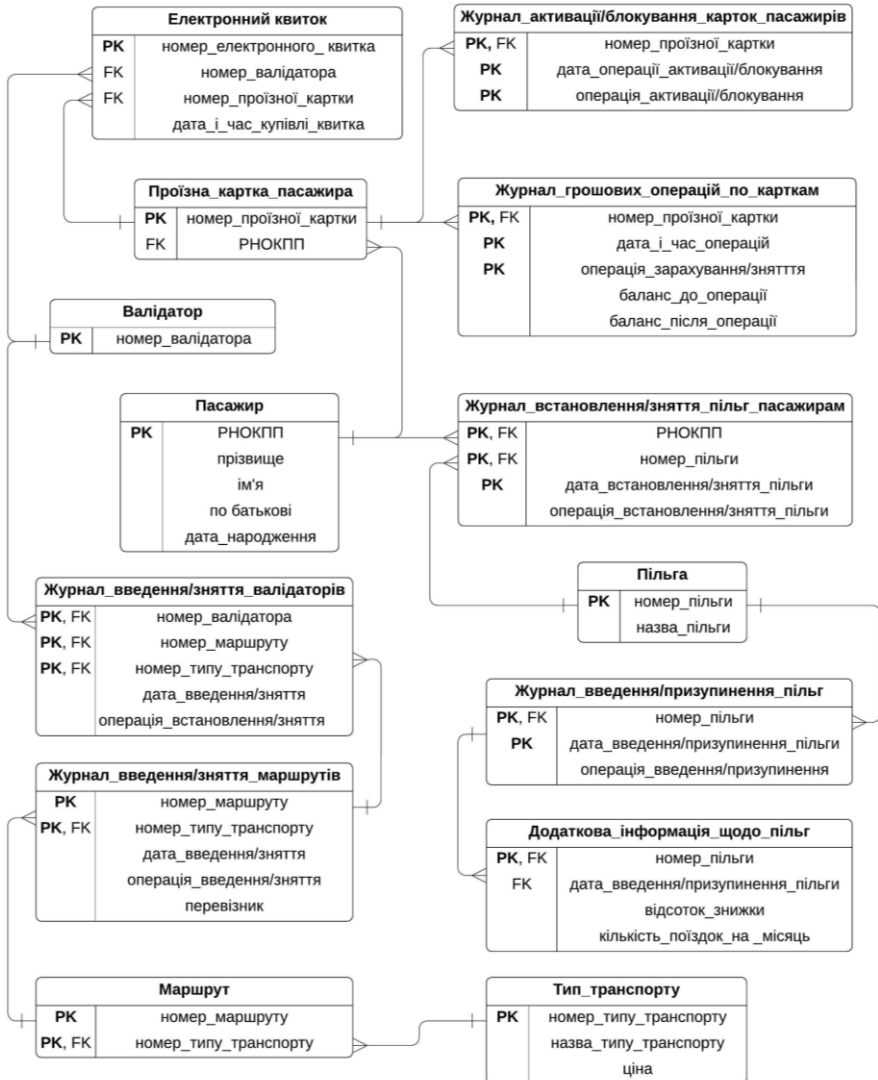 Електронний квиток
PK номер_електронного_ квитка
FK номер_валідатора
FK номер_проїзної_картки
дата_і_час_купівлі_квитка
Журнал_активації/блокування_карток_пасажирів
PK, FK номер_проїзної_картки
PK дата_операції_активації/блокування
PK операція_активації/блокування
Проїзна_картка_пасажира
PK номер_проїзної_картки
FK РНОКПП
Журнал_грошових_операцій_по_карткам
PK, FK номер_проїзної_картки
PK дата_і_час_операцій
PK операція_зарахування/знятття
баланс_до_операції
баланс_після_операції
Валідатор
PK номер_валідатора
Пасажир
PK РНОКПП
прізвище
ім'я
по батькові
дата_народження
Журнал_встановлення/зняття_пільг_пасажирам
PK, FK РНОКПП
PK, FK номер_пільги
PK дата_встановлення/зняття_пільги
операція_встановлення/зняття_пільги
Пільга
PK номер_пільги
назва_пільги
Журнал_введення/зняття_валідаторів
PK, FK номер_валідатора
PK, FK номер_маршруту
PK, FK номер_типу_транспорту
дата_введення/зняття
операція_встановлення/зняття
Журнал_введення/призупинення_пільг
PK, FK номер_пільги
PK дата_введення/призупинення_пільги
операція_введення/призупинення
Журнал_введення/зняття_маршрутів
PK номер_маршруту
PK, FK номер_типу_транспорту
дата_введення/зняття
операція_введення/зняття
перевізник
Додаткова_інформація_щодо_пільг
PK, FK номер_пільги
FK дата_введення/призупинення_пільги
відсоток_знижки
кількість_поїздок_на _місяць
Маршрут
PK номер_маршруту
PK, FK номер_типу_транспорту
Тип_транспорту
PK номер_типу_транспорту
назва_типу_транспорту
ціна